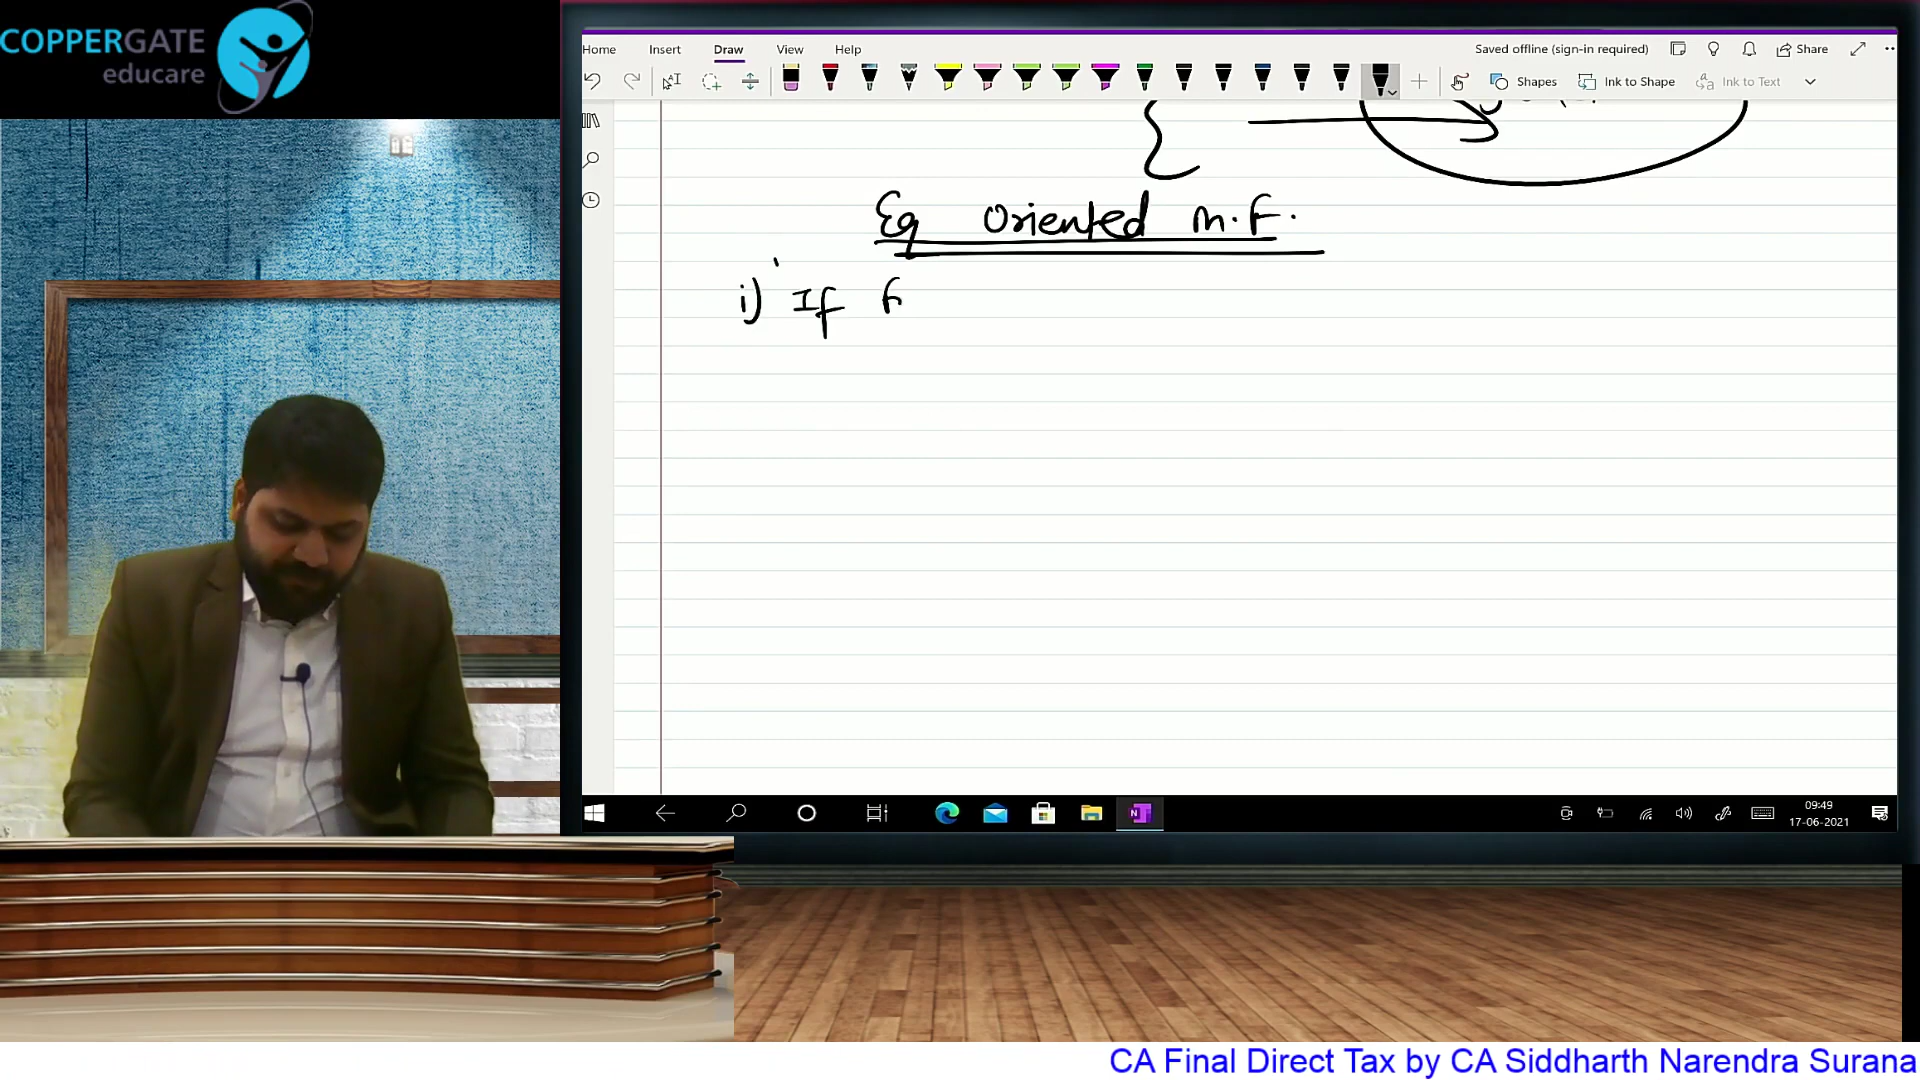 COPPERGATE
educare
Home Insert Draw View Help
Saved offline (sign-in required) Share
Shapes Ink to Shape Ink to Text
Eq Oriented M.F.
i) If F
09:49
17-06-2021
CA Final Direct Tax by CA Siddharth Narendra Surana